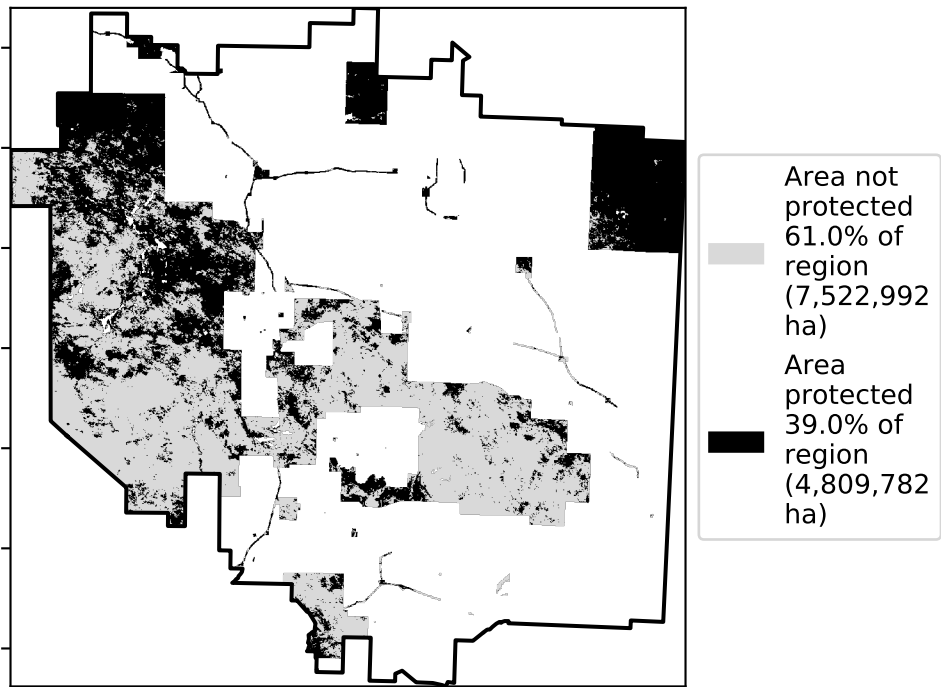 Area not
protected
61.0% of
region
(7,522,992
ha)
Area
protected
39.0% of
region
(4,809,782
ha)